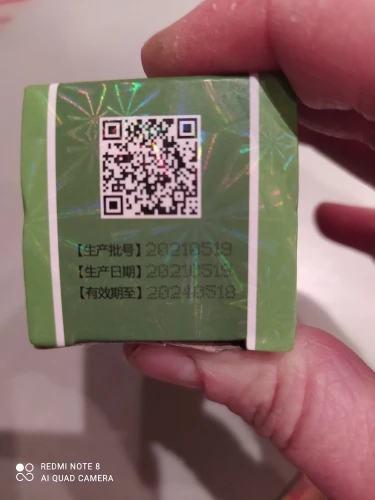 【生产批号】20210519
【生产日期】20210519
【有效期至】20240518
REDMI NOTE 8
AI QUAD CAMERA